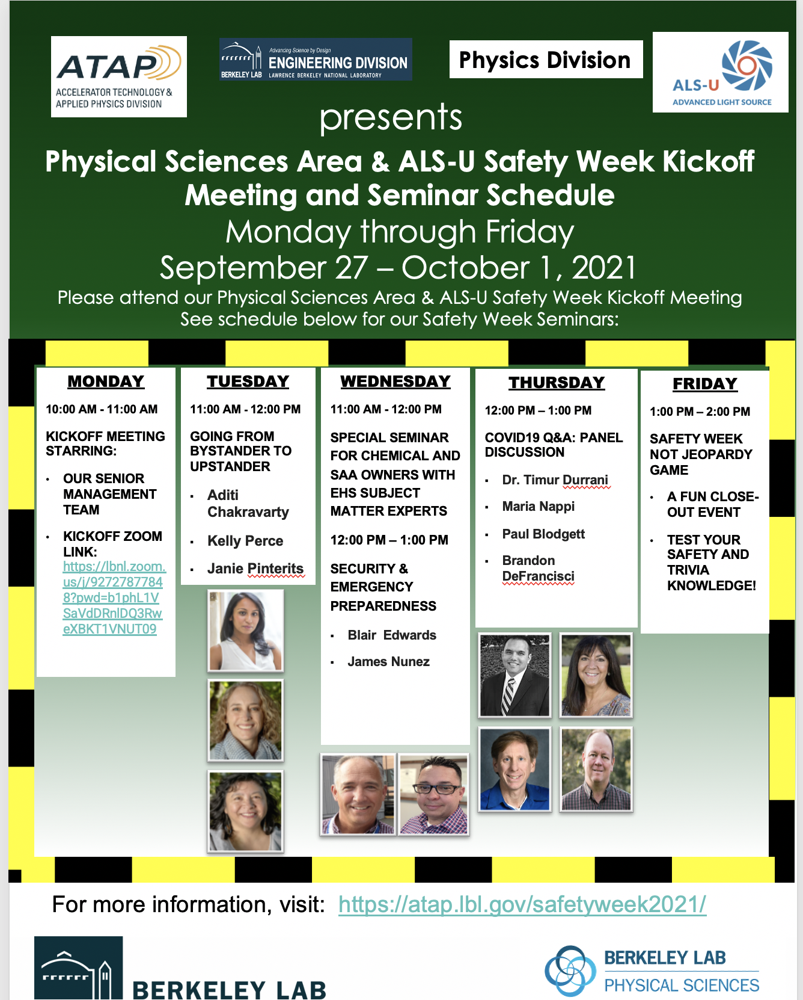 ATAP
ACCELERATOR TECHNOLOGY &
APPLIED PHYSICS DIVISION
BERKELEY LAB
Advancing Science by Design
ENGINEERING DIVISION
LAWRENCE BERKELEY NATIONAL LABORATORY
Physics Division
ALS-U
ADVANCED LIGHT SOURCE
presents
Physical Sciences Area & ALS-U Safety Week Kickoff
Meeting and Seminar Schedule
Monday through Friday
September 27 – October 1, 2021
Please attend our Physical Sciences Area & ALS-U Safety Week Kickoff Meeting
See schedule below for our Safety Week Seminars:
MONDAY
10:00 AM - 11:00 AM
KICKOFF MEETING
STARRING:
• OUR SENIOR
MANAGEMENT
TEAM
• KICKOFF ZOOM
LINK:
https://lbnl.zoom.
us/j/9272787784
8?pwd=b1phL1V
SaVdDRnlDQ3Rw
eXBKT1VNUT09
TUESDAY
11:00 AM - 12:00 PM
GOING FROM
BYSTANDER TO
UPSTANDER
▪ Aditi
Chakravarty
▪ Kelly Perce
▪ Janie Pinterits
WEDNESDAY
11:00 AM - 12:00 PM
SPECIAL SEMINAR
FOR CHEMICAL AND
SAA OWNERS WITH
EHS SUBJECT
MATTER EXPERTS
12:00 PM – 1:00 PM
SECURITY &
EMERGENCY
PREPAREDNESS
▪ Blair  Edwards
▪ James Nunez
THURSDAY
12:00 PM – 1:00 PM
COVID19 Q&A: PANEL
DISCUSSION
▪ Dr. Timur Durrani
▪ Maria Nappi
▪ Paul Blodgett
▪ Brandon
DeFrancisci
FRIDAY
1:00 PM – 2:00 PM
SAFETY WEEK
NOT JEOPARDY
GAME
• A FUN CLOSE-
OUT EVENT
• TEST YOUR
SAFETY AND
TRIVIA
KNOWLEDGE!
For more information, visit:  https://atap.lbl.gov/safetyweek2021/
BERKELEY LAB
BERKELEY LAB
PHYSICAL SCIENCES